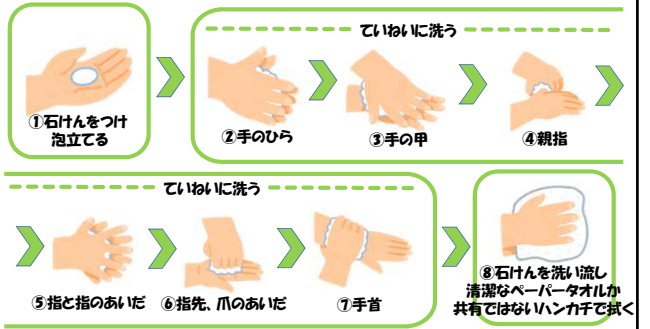 ていねいに洗う
①石けんをつけ
泡立てる
②手のひら
③手の甲
④親指
ていねいに洗う
⑤指と指のあいだ
⑥指先、爪のあいだ
⑦手首
⑧石けんを洗い流し
清潔なペーパータオルか
共有ではないハンカチで拭く